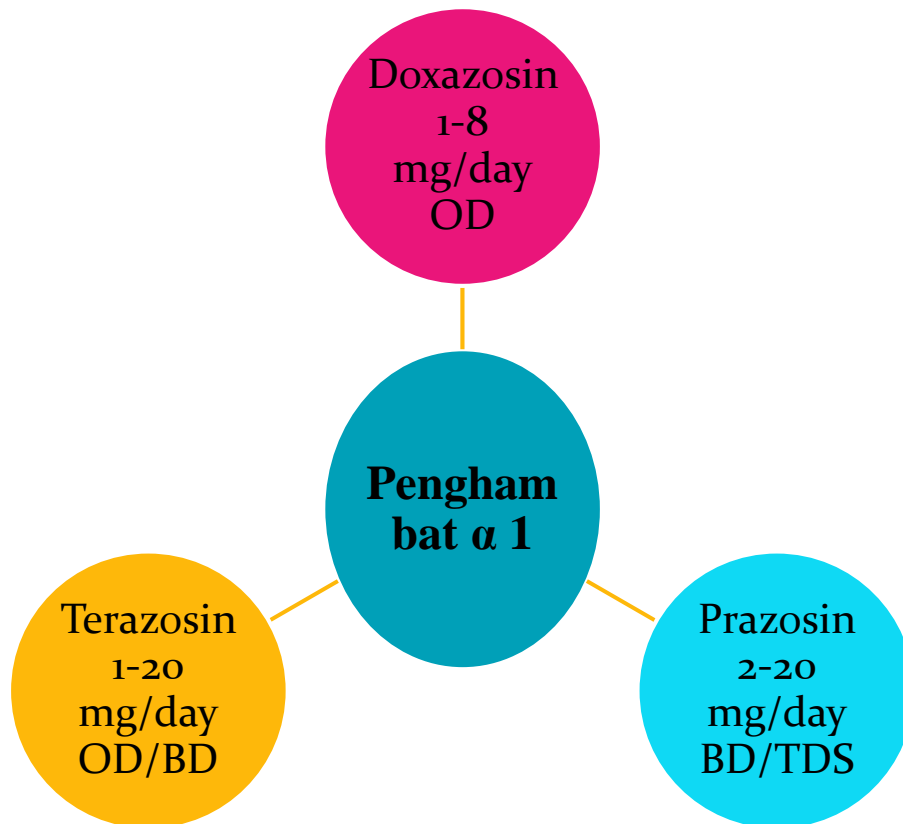 Doxazosin
1-8
mg/day
OD
Pengham
bat α 1
Terazosin
1-20
mg/day
OD/BD
Prazosin
2-20
mg/day
BD/TDS